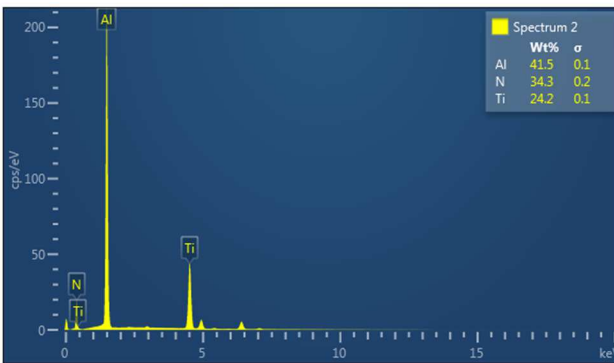 200
150
100
50
0
cps/eV
Al
N
Ti
Ti
0
5
10
15
keV
Spectrum 2
Wt% σ
Al 41.5 0.1
N 34.3 0.2
Ti 24.2 0.1